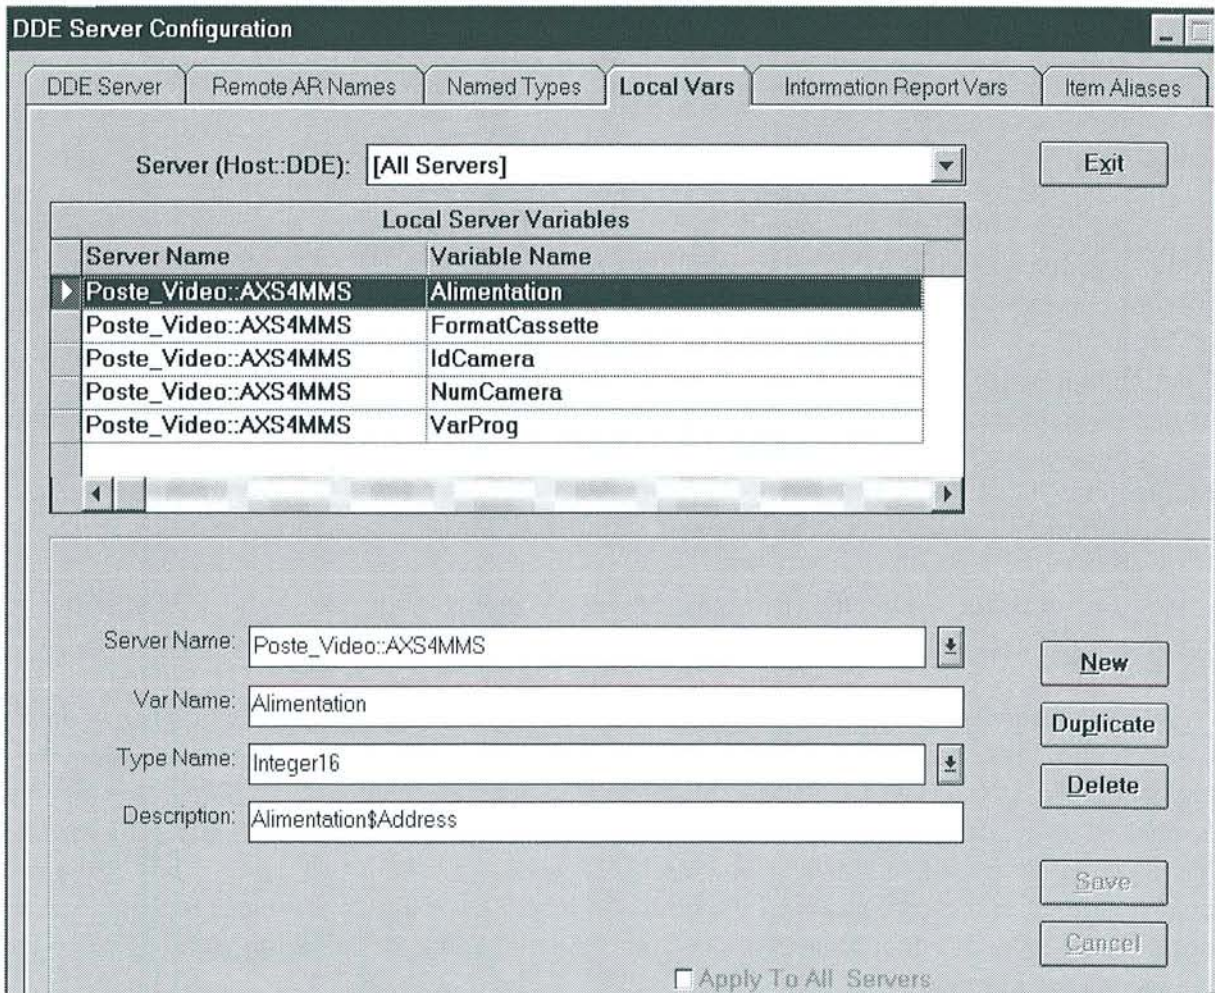 DDE Server Configuration
DDE Server Remote AR Names Named Types Local Vars Information Report Vars Item Aliases
Server (Host::DDE): [All Servers] Exit
Local Server Variables
Server Name Variable Name
Poste_Video::AXS4MMS Alimentation
Poste_Video::AXS4MMS FormatCassette
Poste_Video::AXS4MMS IdCamera
Poste_Video::AXS4MMS NumCamera
Poste_Video::AXS4MMS VarProg
Server Name: Poste_Video::AXS4MMS
New
Var Name: Alimentation
Duplicate
Type Name: Integer16
Delete
Description: Alimentation$Address
Save
Cancel
Apply To All Servers